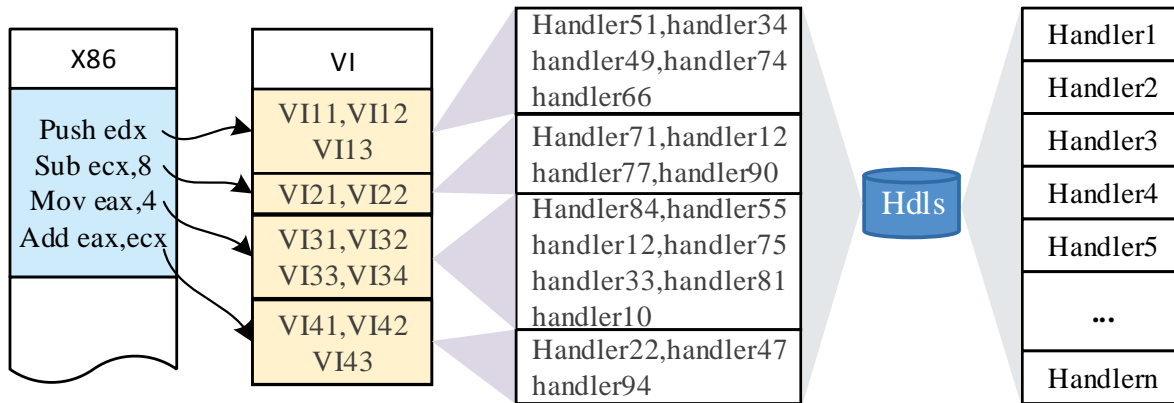 X86
Push edx
Sub ecx,8
Mov eax,4
Add eax,ecx
VI
VI11,VI12
VI13
VI21,VI22
VI31,VI32
VI33,VI34
VI41,VI42
VI43
Handler51,handler34
handler49,handler74
handler66
Handler71,handler12
handler77,handler90
Handler84,handler55
handler12,handler75
handler33,handler81
handler10
Handler22,handler47
handler94
Hdls
Handler1
Handler2
Handler3
Handler4
Handler5
...
Handlern